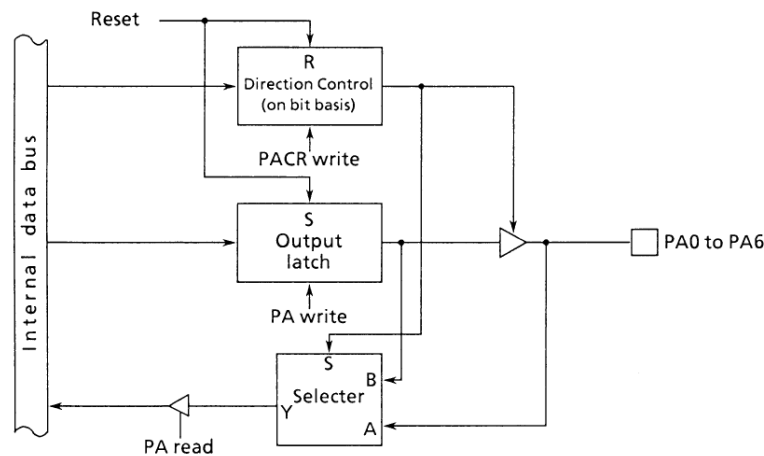 Reset
R
Direction Control
(on bit basis)
PACR write
Internal data bus
S
Output
latch
PA0 to PA6
PA write
S
B
Selecter
Y
A
PA read